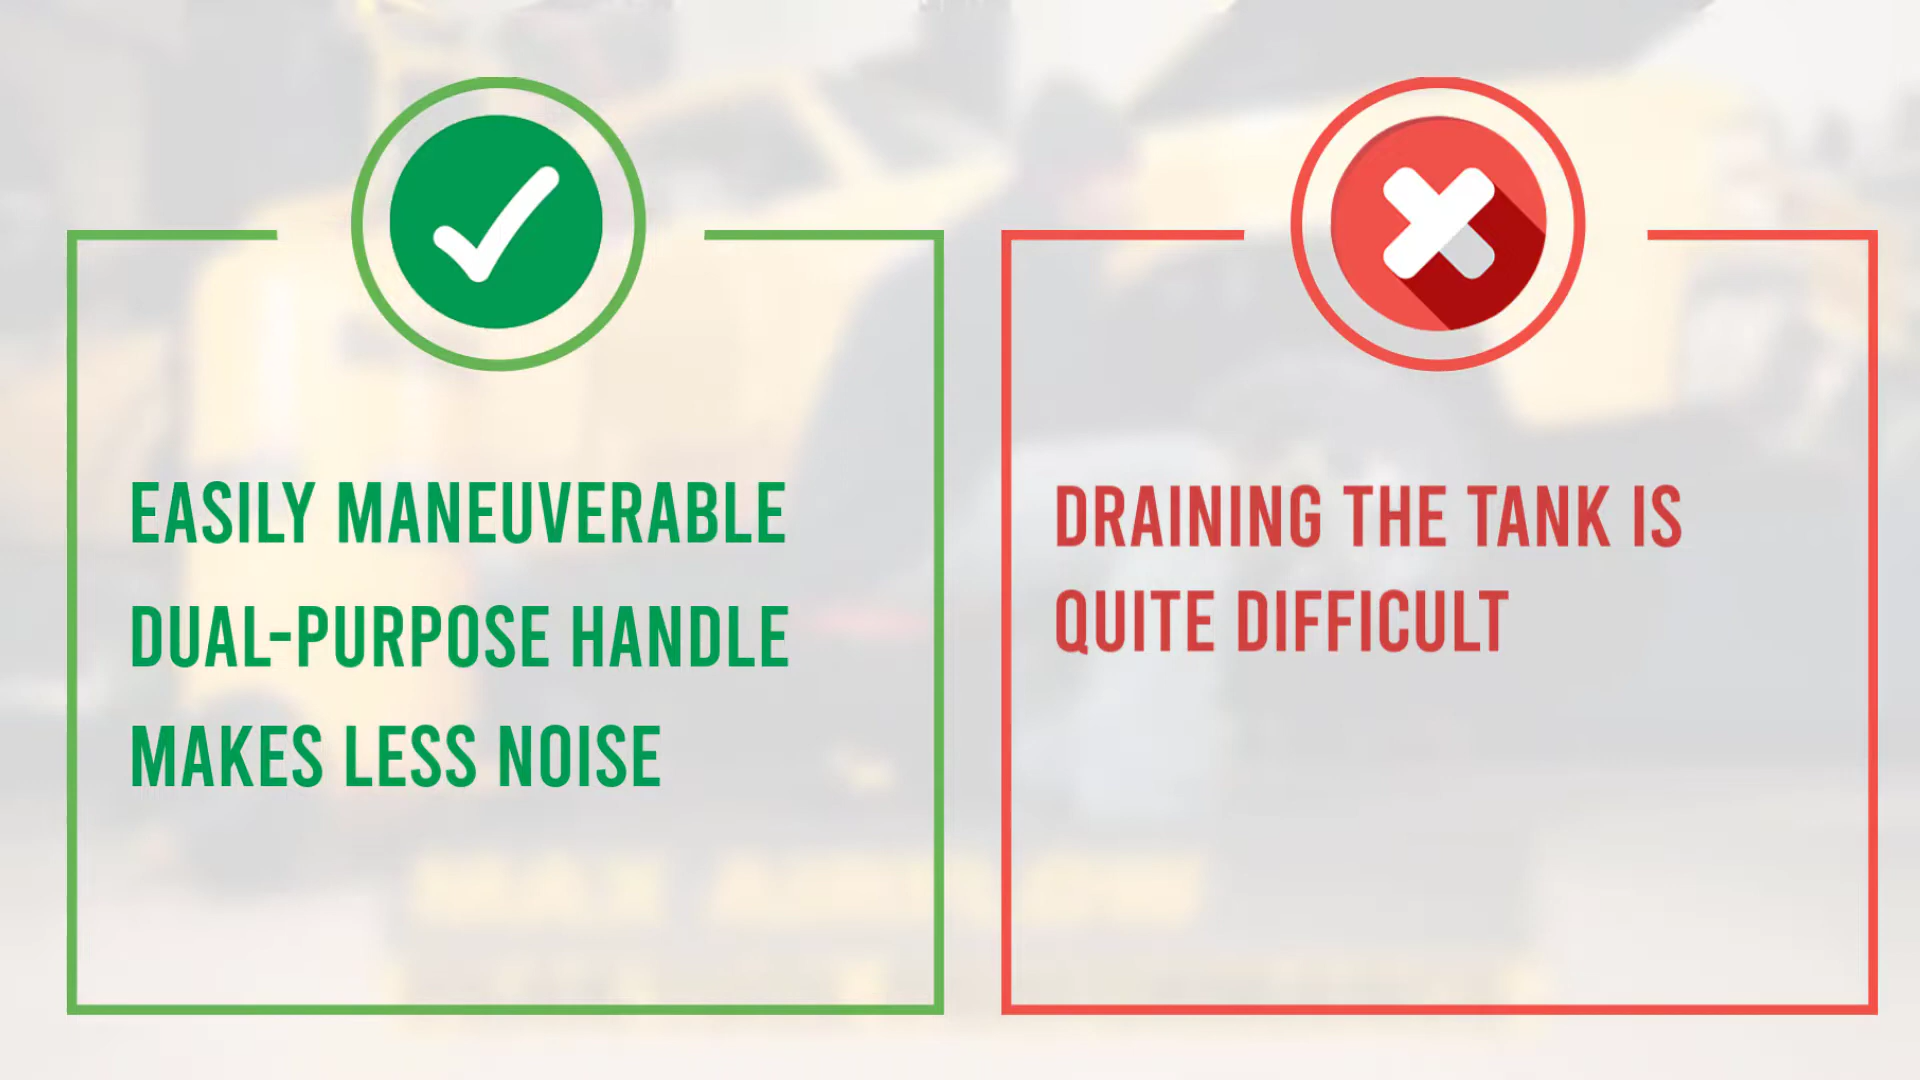 EASILY MANEUVERABLE
DUAL-PURPOSE HANDLE
MAKES LESS NOISE
DRAINING THE TANK IS
QUITE DIFFICULT